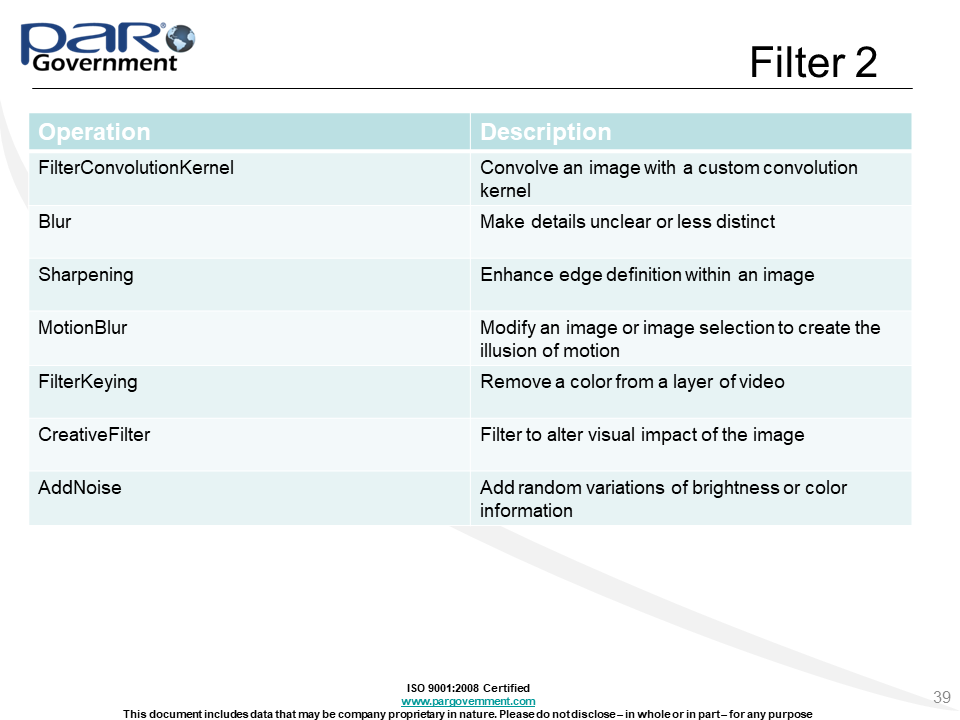 PAR®
Government
Filter 2
Operation Description
FilterConvolutionKernel Convolve an image with a custom convolution
kernel
Blur Make details unclear or less distinct
Sharpening Enhance edge definition within an image
MotionBlur Modify an image or image selection to create the
illusion of motion
FilterKeying Remove a color from a layer of video
CreativeFilter Filter to alter visual impact of the image
AddNoise Add random variations of brightness or color
information
ISO 9001:2008 Certified
www.pargovernment.com
39
This document includes data that may be company proprietary in nature. Please do not disclose – in whole or in part – for any purpose